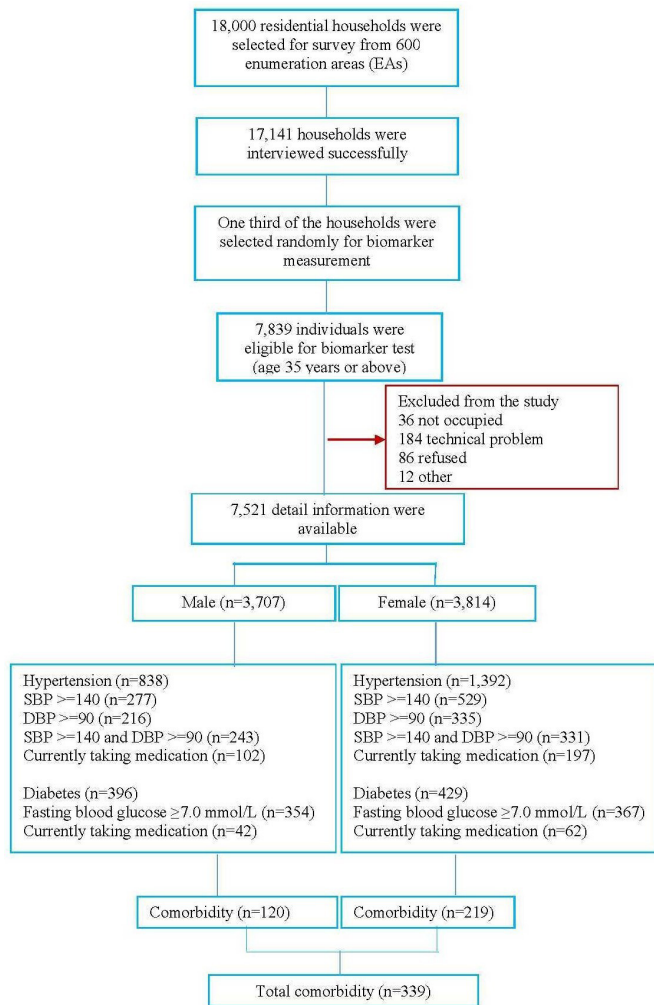 18,000 residential households were
selected for survey from 600
enumeration areas (EAs)
17,141 households were
interviewed successfully
One third of the households were
selected randomly for biomarker
measurement
7,839 individuals were
eligible for biomarker test
(age 35 years or above)
Excluded from the study
36 not occupied
184 technical problem
86 refused
12 other
7,521 detail information were
available
Male (n=3,707)
Female (n=3,814)
Hypertension (n=838)
SBP >=140 (n=277)
DBP >=90 (n=216)
SBP >=140 and DBP >=90 (n=243)
Currently taking medication (n=102)
Diabetes (n=396)
Fasting blood glucose ≥7.0 mmol/L (n=354)
Currently taking medication (n=42)
Hypertension (n=1,392)
SBP >=140 (n=529)
DBP >=90 (n=335)
SBP >=140 and DBP >=90 (n=331)
Currently taking medication (n=197)
Diabetes (n=429)
Fasting blood glucose ≥7.0 mmol/L (n=367)
Currently taking medication (n=62)
Comorbidity (n=120)
Comorbidity (n=219)
Total comorbidity (n=339)